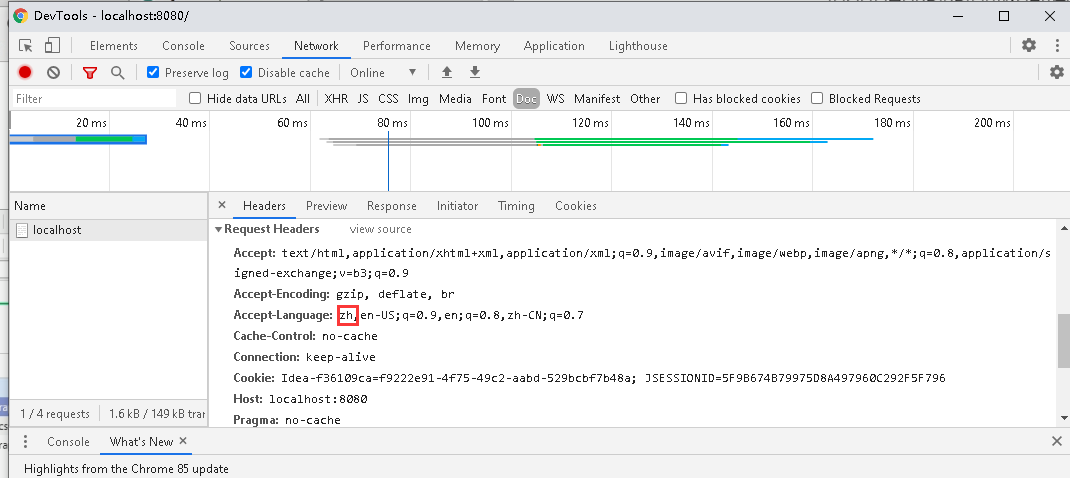 DevTools - localhost:8080/
Elements Console Sources Network Performance Memory Application Lighthouse
Preserve log Disable cache Online
Filter Hide data URLs All XHR JS CSS Img Media Font Doc WS Manifest Other Has blocked cookies Blocked Requests
20 ms 40 ms 60 ms 80 ms 100 ms 120 ms 140 ms 160 ms 180 ms 200 ms
Name
localhost
Headers Preview Response Initiator Timing Cookies
Request Headers view source
Accept: text/html,application/xhtml+xml,application/xml;q=0.9,image/avif,image/webp,image/apng,*/*;q=0.8,application/s
igned-exchange;v=b3;q=0.9
Accept-Encoding: gzip, deflate, br
Accept-Language: zh,en-US;q=0.9,en;q=0.8,zh-CN;q=0.7
Cache-Control: no-cache
Connection: keep-alive
Cookie: Idea-f36109ca=f9222e91-4f75-49c2-aabd-529bcbf7b48a; JSESSIONID=5F9B674B79975D8A497960C292F5F796
Host: localhost:8080
Pragma: no-cache
1 / 4 requests 1.6 kB / 149 kB tran
Console What's New
Highlights from the Chrome 85 update